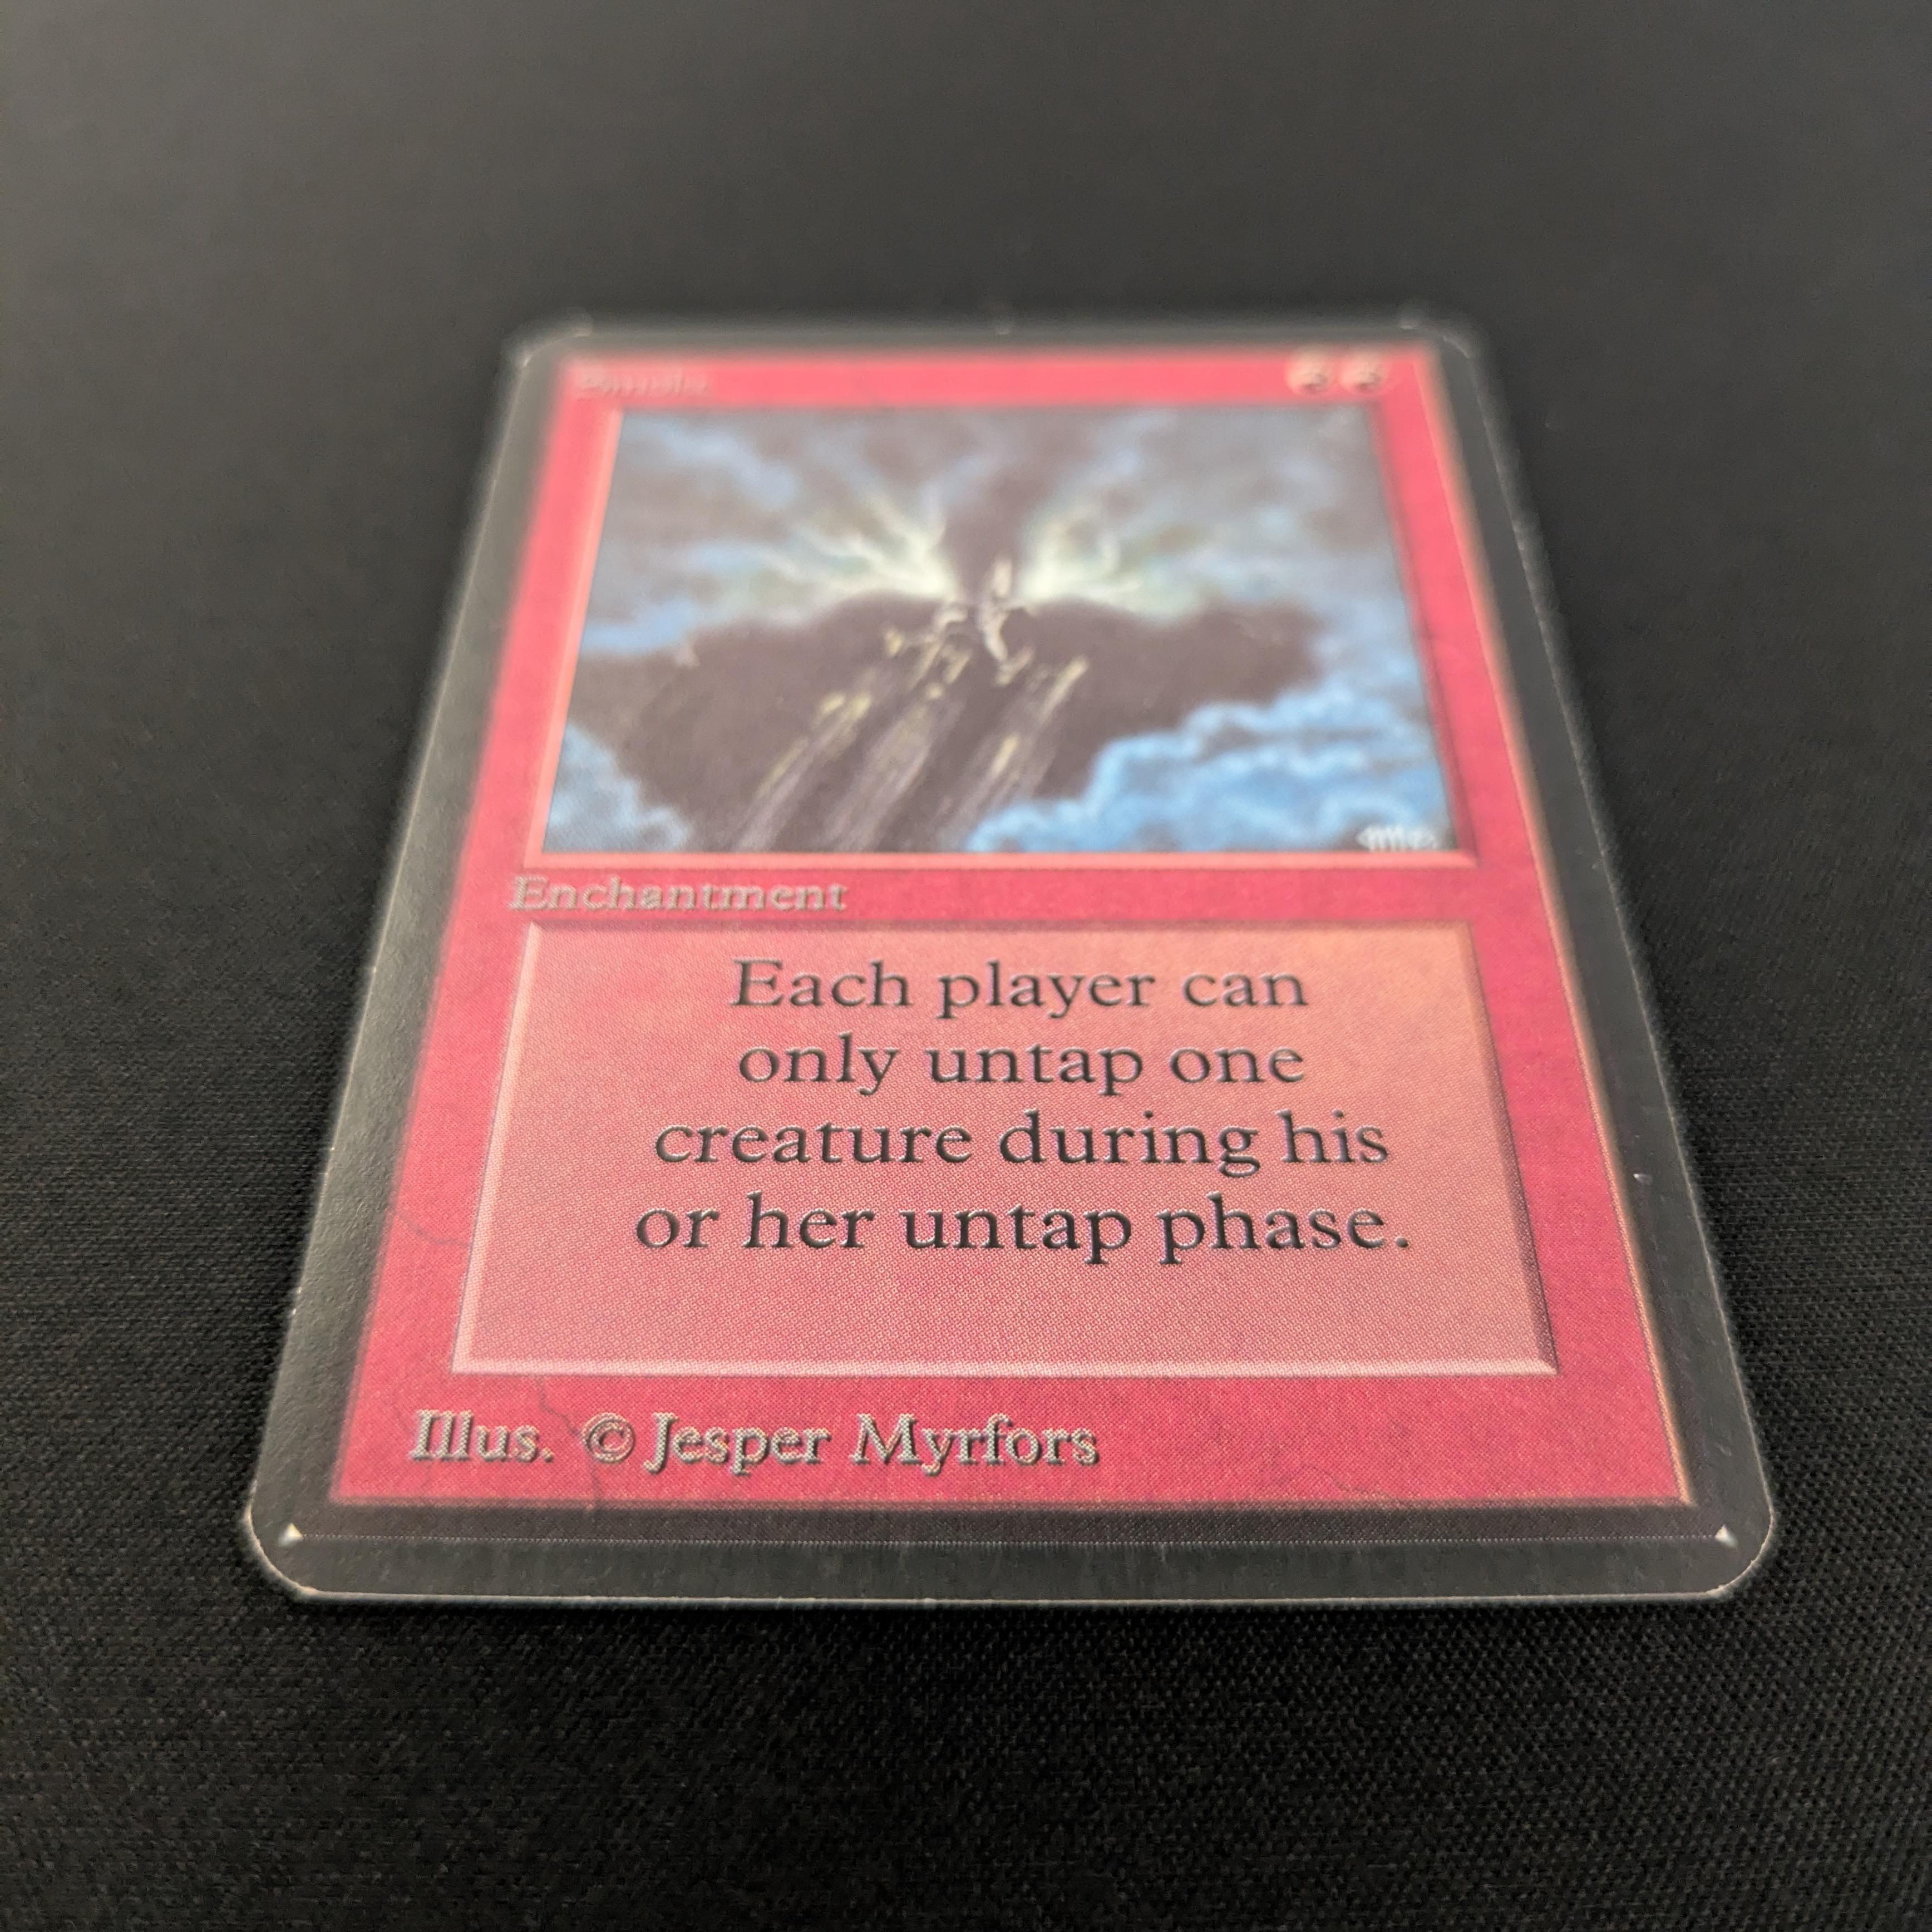 Enchantment
Each player can
only untap one
creature during his
or her untap phase.
Illus. © Jesper Myrfors